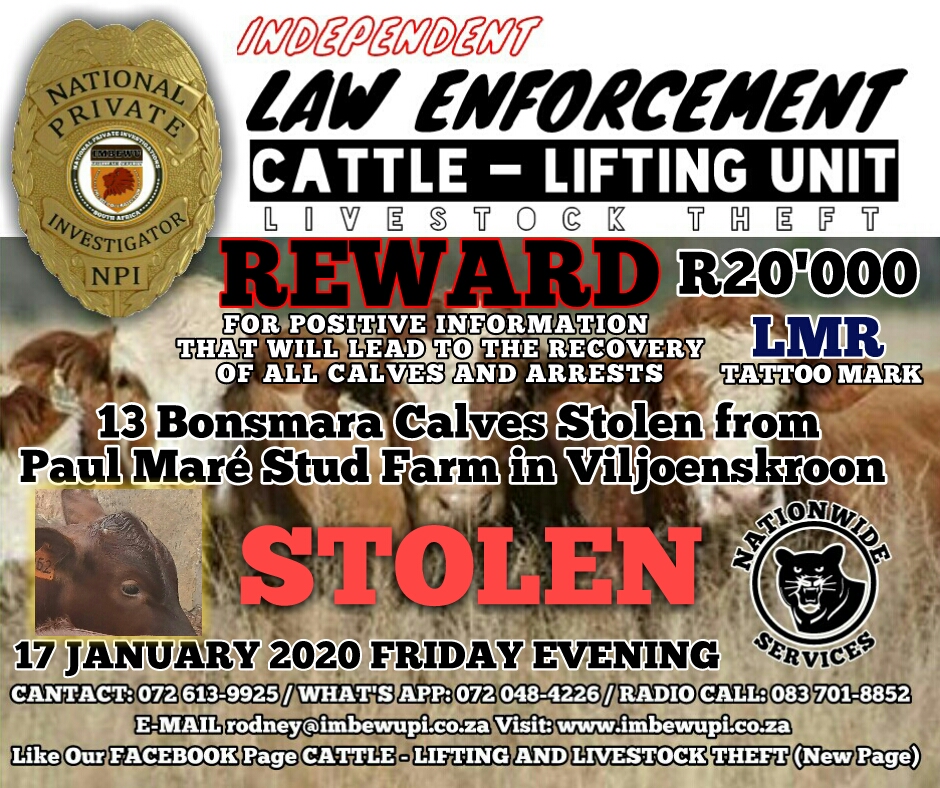 INDEPENDENT
LAW ENFORCEMENT
CATTLE - LIFTING UNIT
LIVESTOCK THEFT
NATIONAL
PRIVATE
IMBEWU
SOUTH AFRICA
INVESTIGATOR
NPI
REWARD R20'000
FOR POSITIVE INFORMATION
THAT WILL LEAD TO THE RECOVERY
OF ALL CALVES AND ARRESTS
LMR
TATTOO MARK
13 Bonsmara Calves Stolen from
Paul Maré Stud Farm in Viljoenskroon
STOLEN
NATIONWIDE
SERVICES
17 JANUARY 2020 FRIDAY EVENING
CANTACT: 072 613-9925 / WHAT'S APP: 072 048-4226 / RADIO CALL: 083 701-8852
E-MAIL rodney@imbewupi.co.za Visit: www.imbewupi.co.za
Like Our FACEBOOK Page CATTLE - LIFTING AND LIVESTOCK THEFT (New Page)